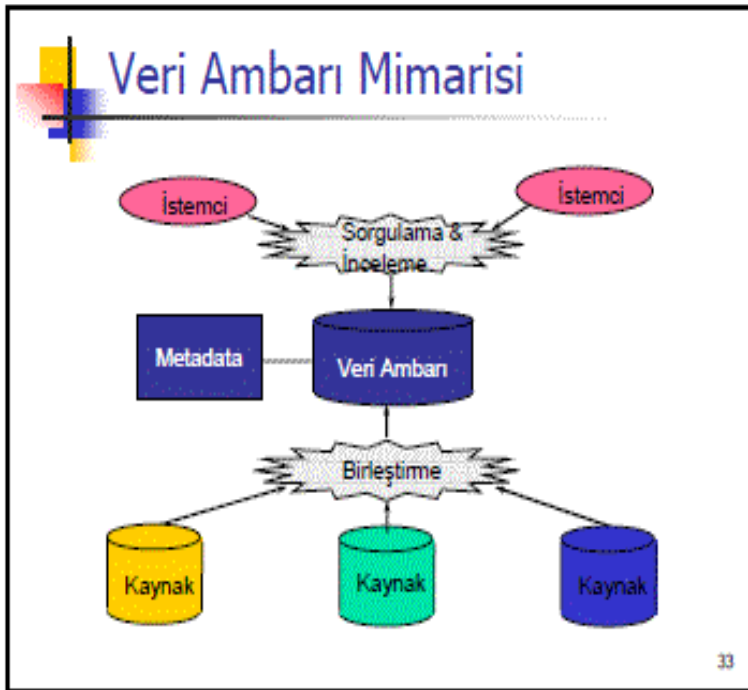 Veri Ambarı Mimarisi
İstemci
İstemci
Sorgulama &
İnceleme
Metadata
Veri Ambarı
Birleştirme
Kaynak
Kaynak
Kaynak
33